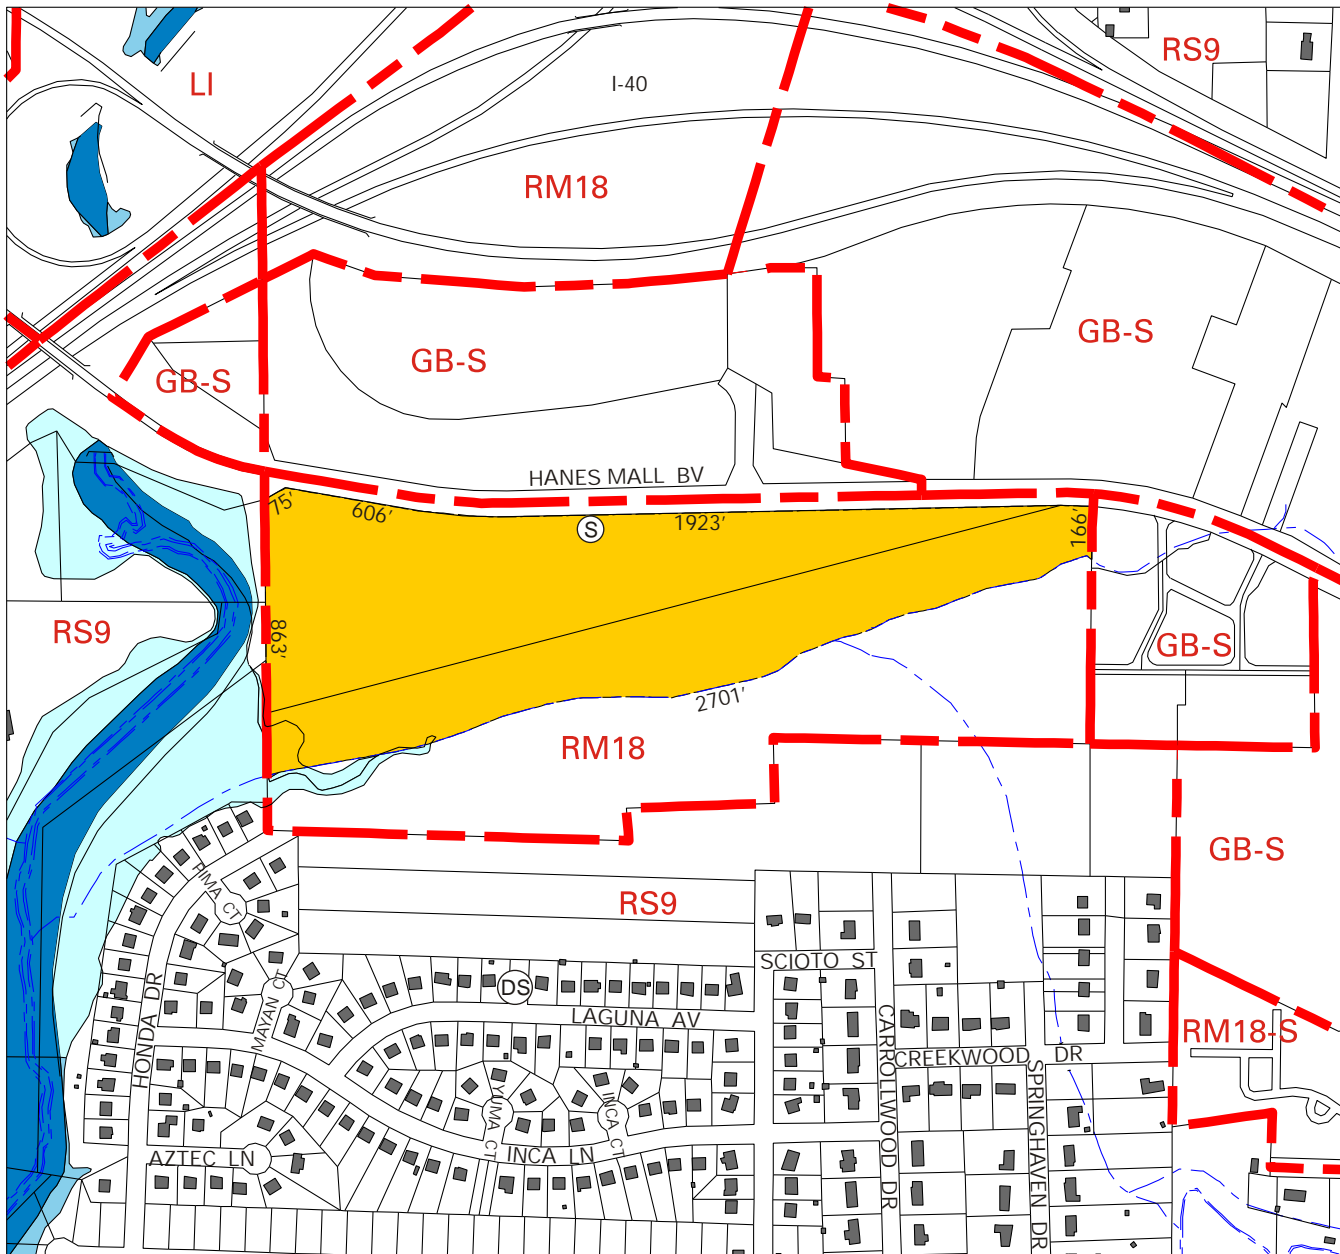 RS9
LI
I-40
RM18
GB-S
GB-S
GB-S
HANES MALL BV
75'
606'
S
1923'
166'
863'
RS9
GB-S
2701'
RM18
GB-S
PIMA CT
RS9
SCIOTO ST
DS
MAYAN CT
HONDA DR
LAGUNA AV
CARROLLWOOD DR
RM18-S
CREEKWOOD DR
SPRINGHAVEN DR
YUMA CT
INCA CT
AZTEC LN
INCA LN